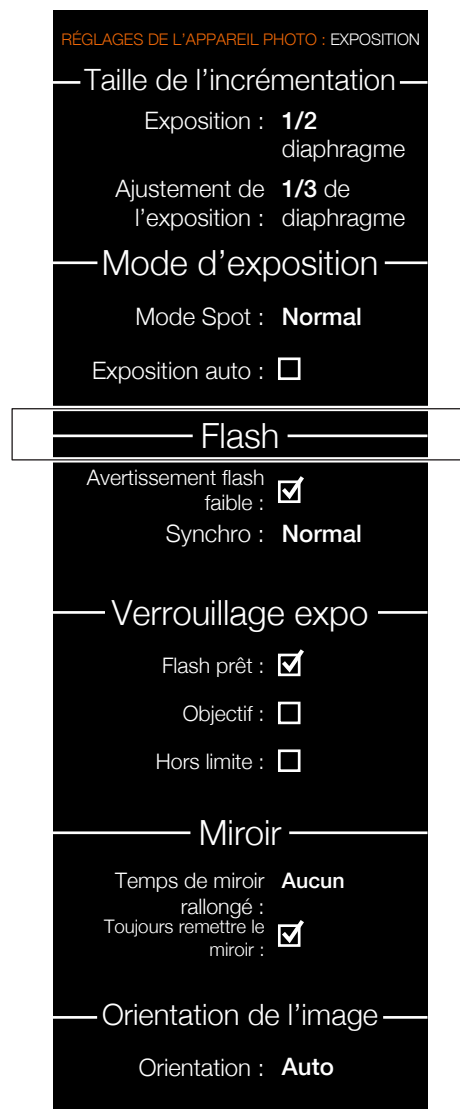 RÉGLAGES DE L'APPAREIL PHOTO : EXPOSITION
Taille de l'incrémentation
Exposition : 1/2
diaphragme
Ajustement de 1/3 de
l'exposition : diaphragme
Mode d'exposition
Mode Spot : Normal
Exposition auto :
Flash
Avertissement flash
faible :
Synchro : Normal
Verrouillage expo
Flash prêt :
Objectif :
Hors limite :
Miroir
Temps de miroir Aucun
rallongé :
Toujours remettre le
miroir :
Orientation de l'image
Orientation : Auto